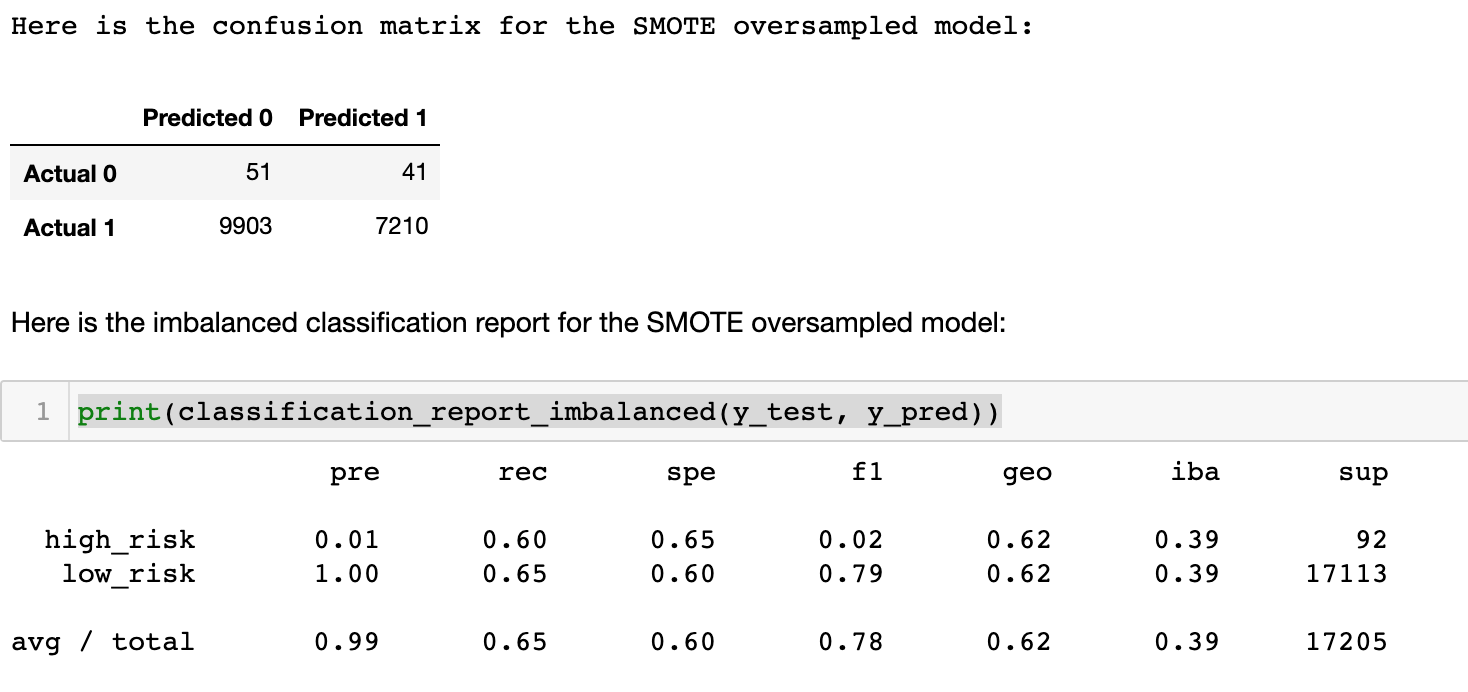 Here is the confusion matrix for the SMOTE oversampled model:
Predicted 0 Predicted 1
Actual 0 51 41
Actual 1 9903 7210
Here is the imbalanced classification report for the SMOTE oversampled model:
1 print(classification_report_imbalanced(y_test, y_pred))
pre rec spe f1 geo iba sup
high_risk 0.01 0.60 0.65 0.02 0.62 0.39 92
low_risk 1.00 0.65 0.60 0.79 0.62 0.39 17113
avg / total 0.99 0.65 0.60 0.78 0.62 0.39 17205